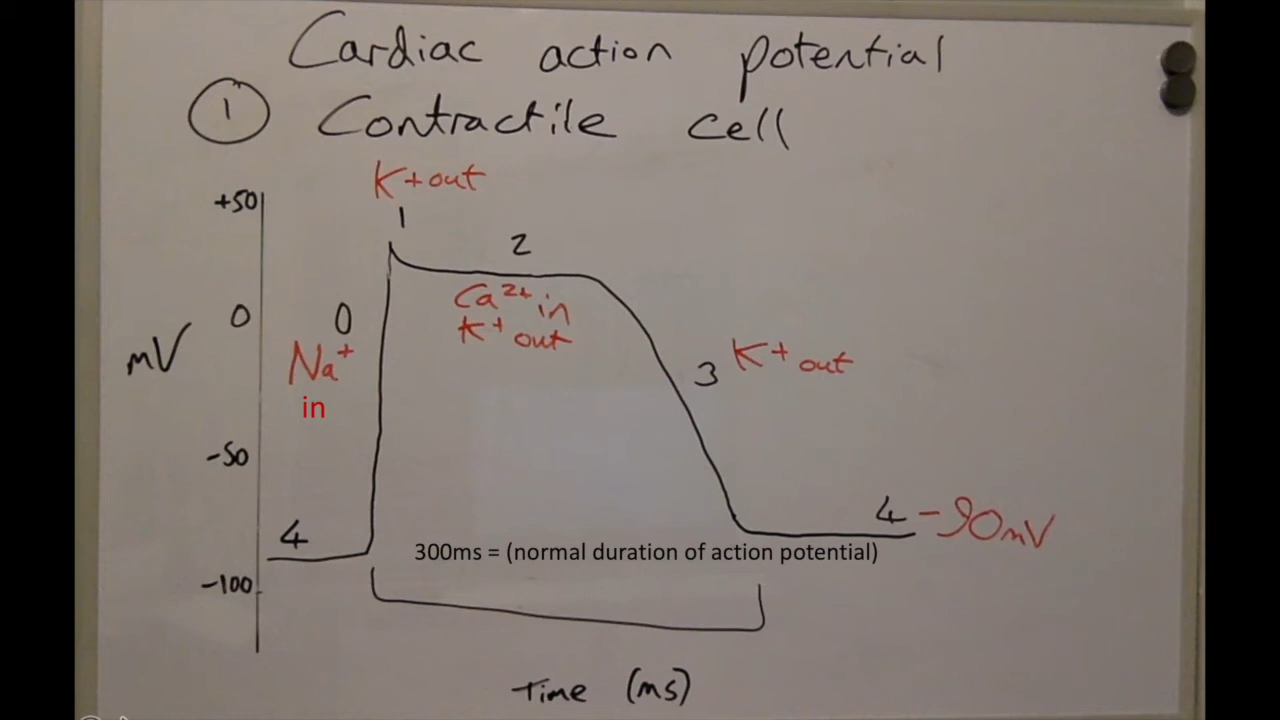 Cardiac action potential
① Contractile cell
K+ out
+50
1
2
Ca²⁺ in
K⁺ out
0
0
mV
Na⁺
in
3
K+ out
-50
4
4
-90mV
300ms = (normal duration of action potential)
-100
Time (ms)